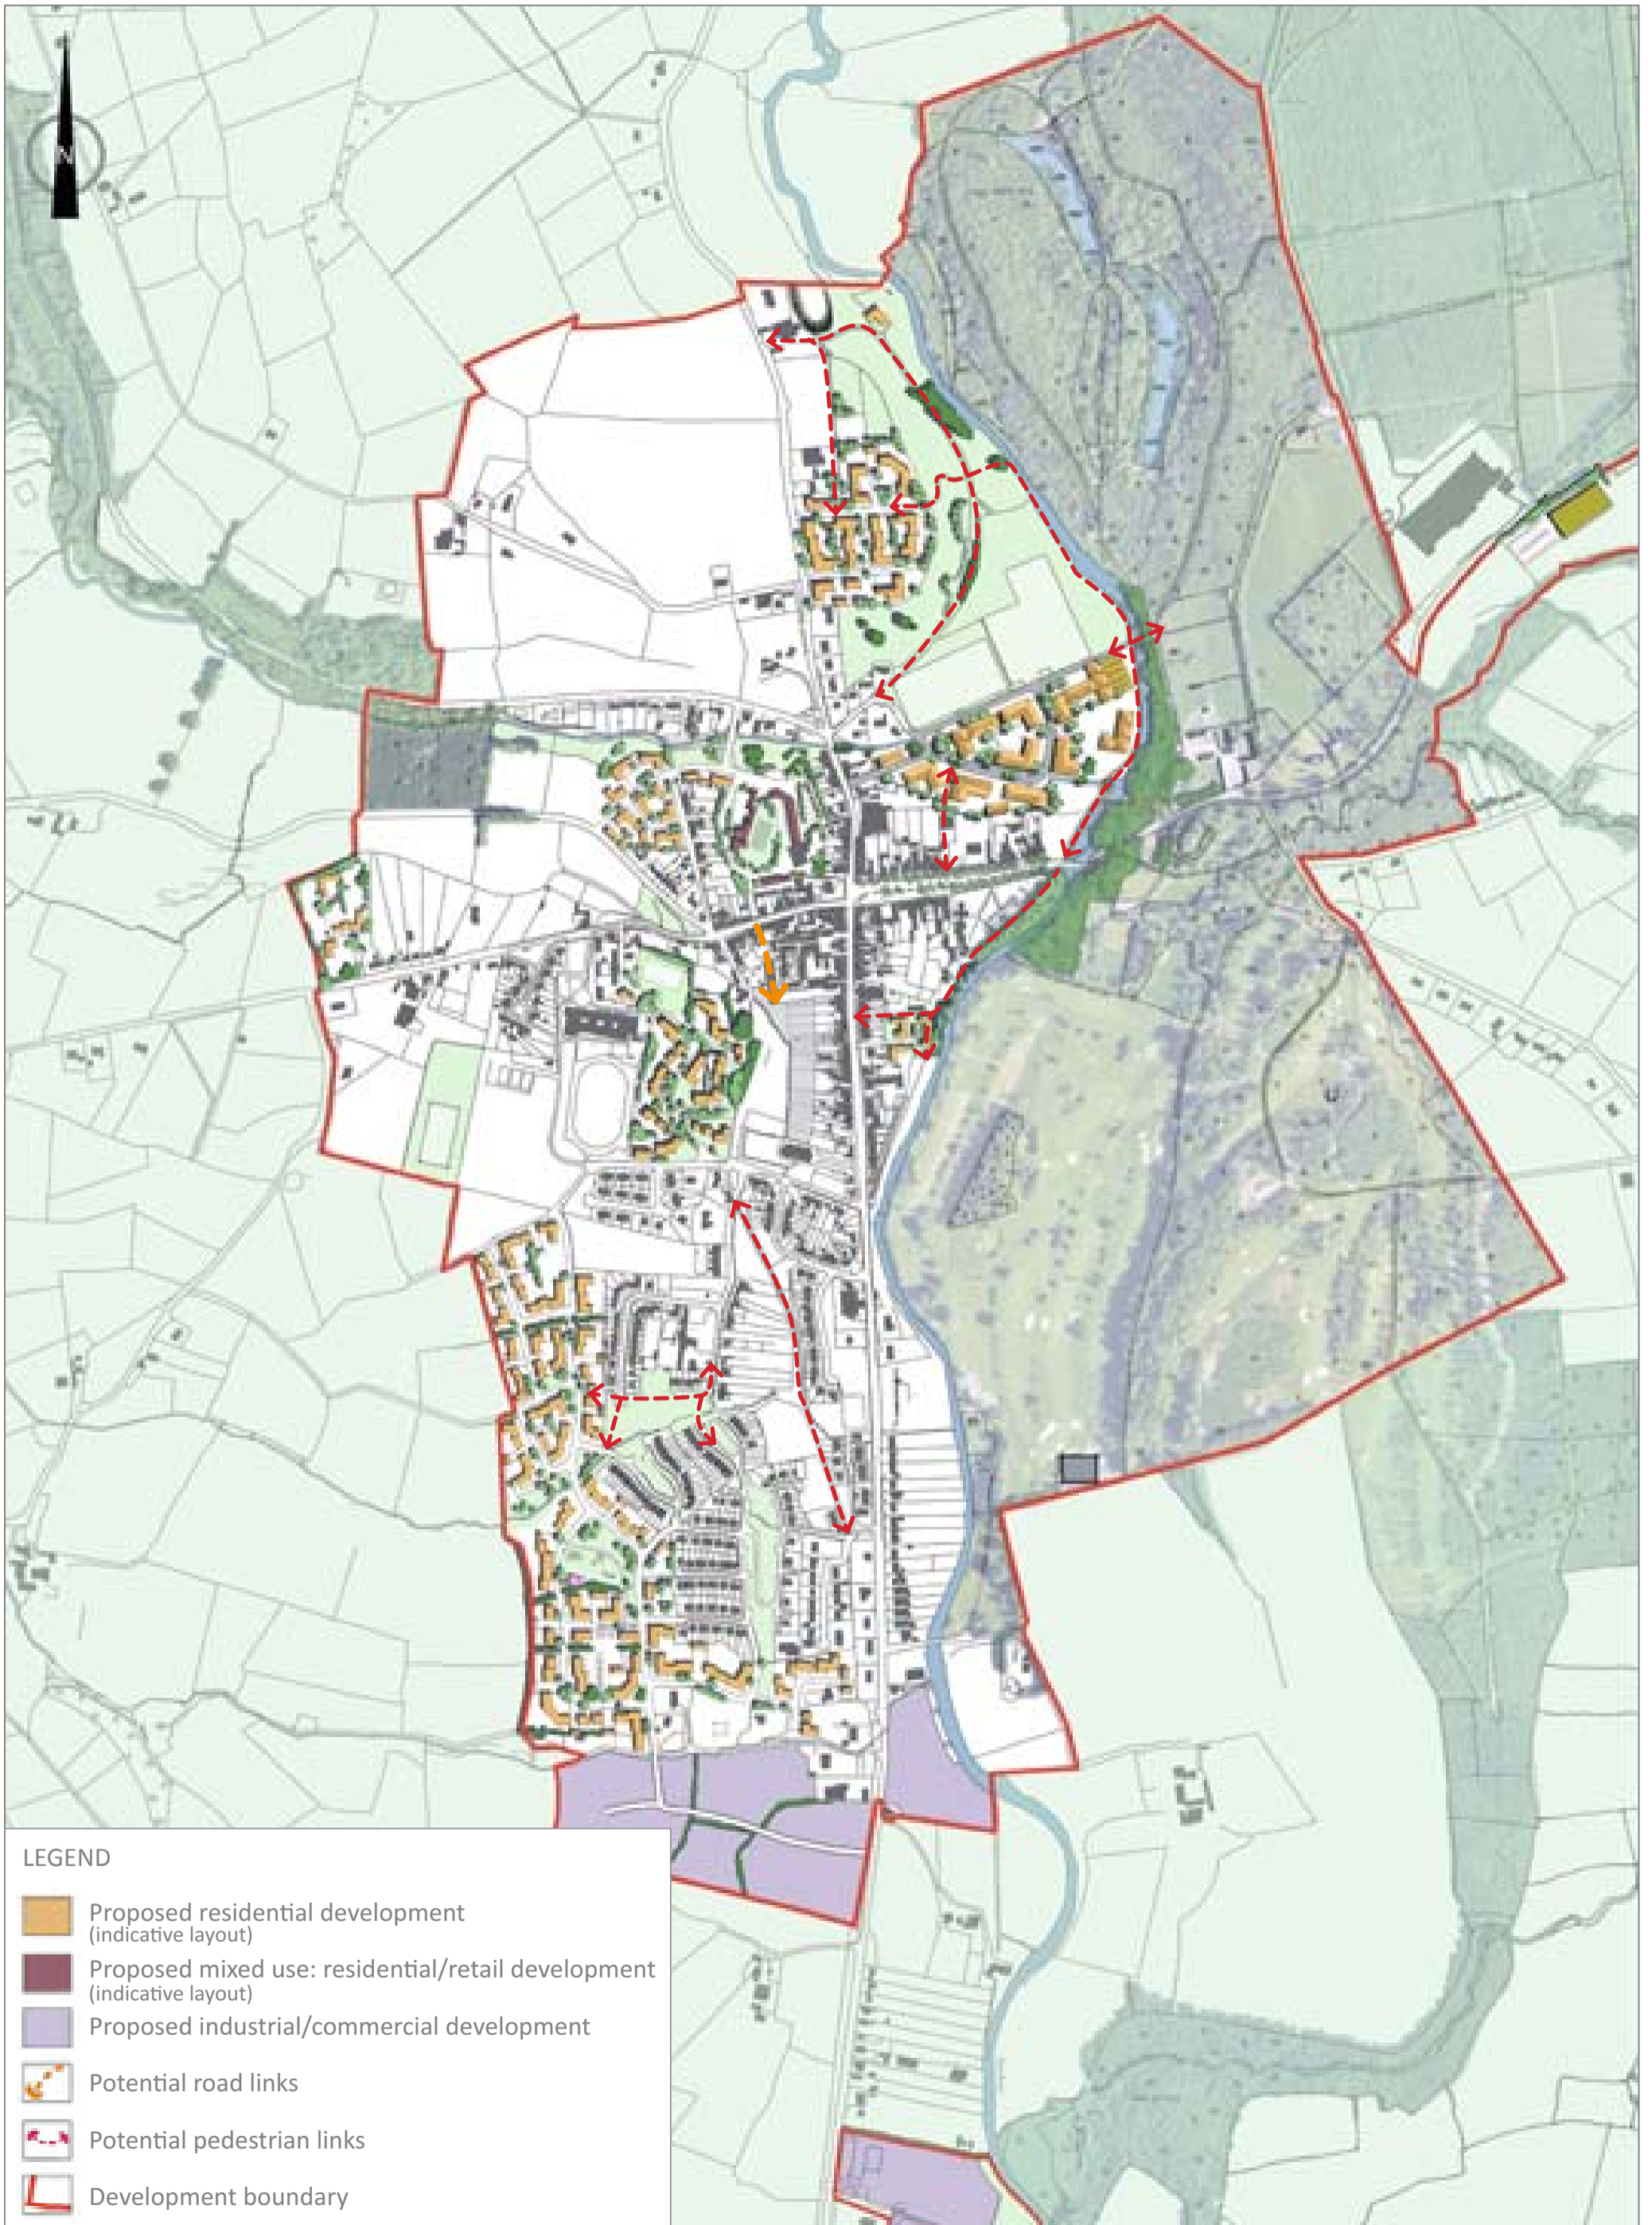 N
LEGEND
Proposed residential development
(indicative layout)
Proposed mixed use: residential/retail development
(indicative layout)
Proposed industrial/commercial development
Potential road links
Potential pedestrian links
Development boundary